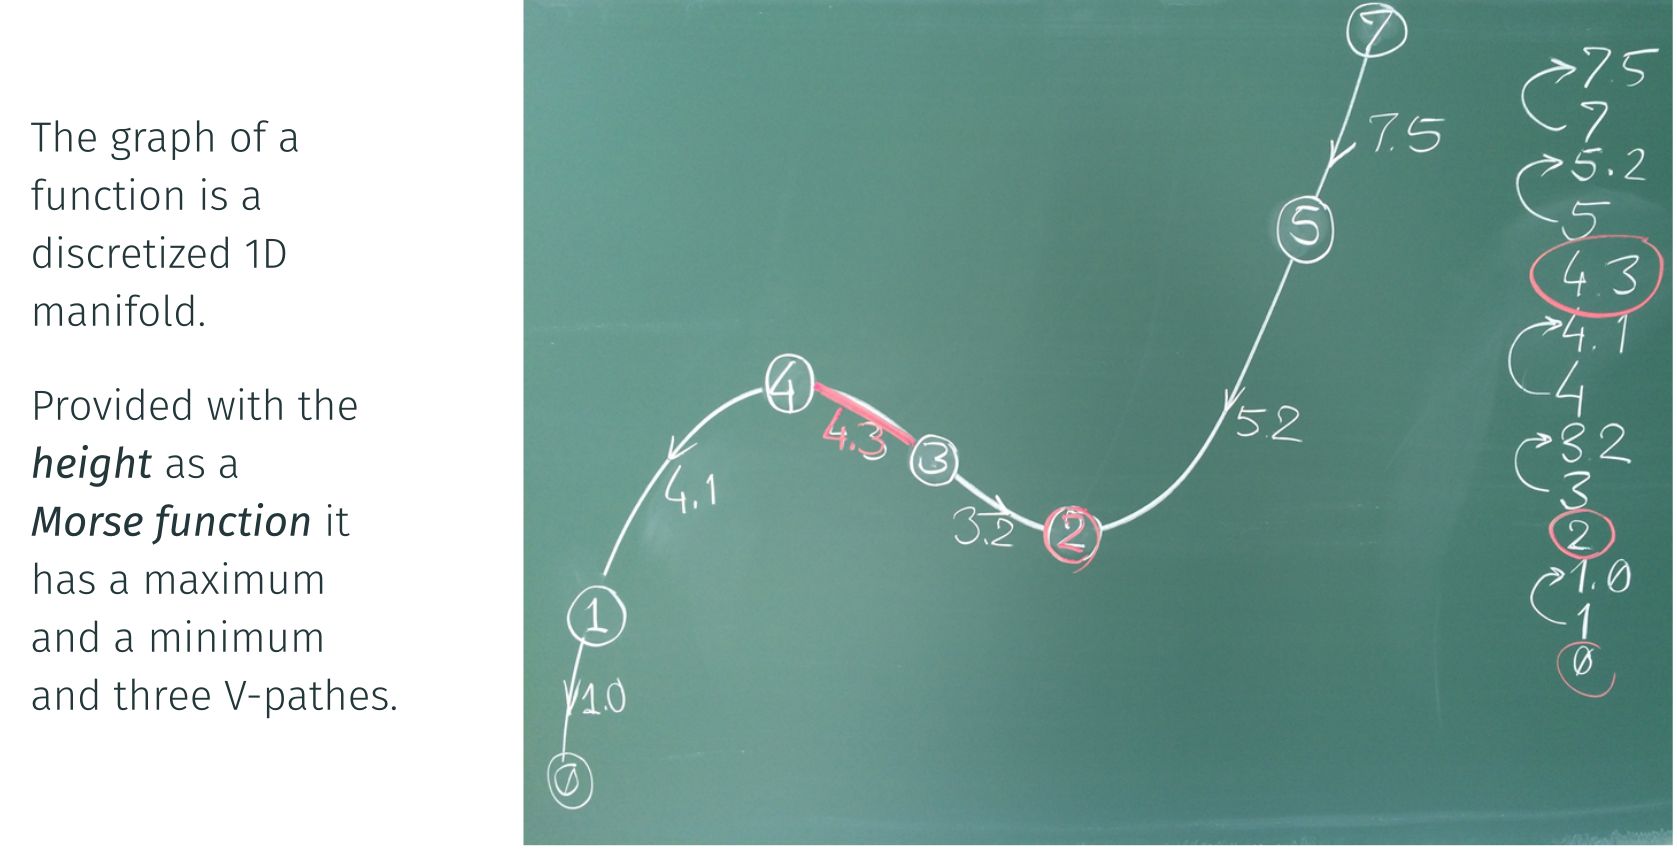 The graph of a
function is a
discretized 1D
manifold.
Provided with the
height as a
Morse function it
has a maximum
and a minimum
and three V-pathes.
7
7.5
5
4
4.3
3
5.2
4.1
3.2
2
1
1.0
0
7.5
7
5.2
5
4.3
4.1
4
3.2
3
2
1.0
1
0